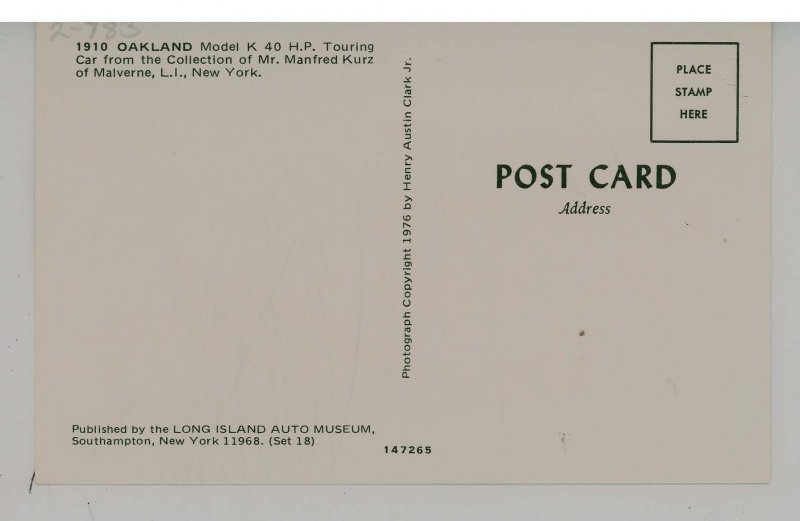 2-783
1910 OAKLAND Model K 40 H.P. Touring
Car from the Collection of Mr. Manfred Kurz
of Malverne, L.I., New York.
Photograph Copyright 1976 by Henry Austin Clark Jr.
PLACE
STAMP
HERE
POST CARD
Address
Published by the LONG ISLAND AUTO MUSEUM,
Southampton, New York 11968. (Set 18)
147265